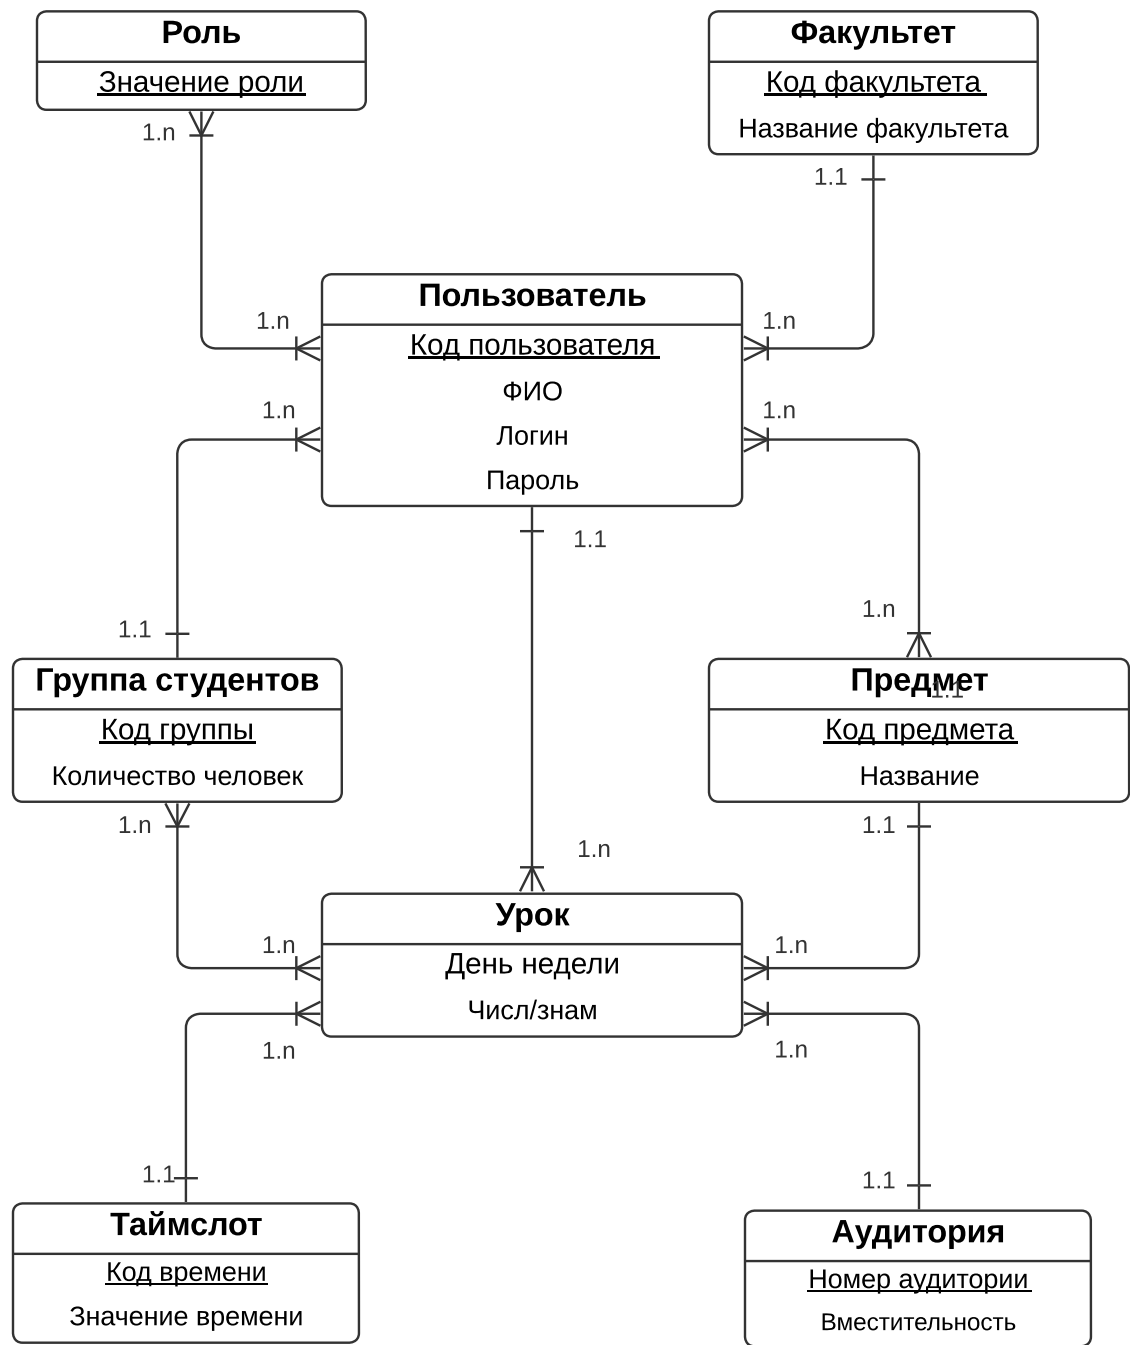 Роль
Факультет
Значение роли
Код факультета
Название факультета
1.n
1.1
Пользователь
1.n
1.n
Код пользователя
ФИО
1.n
1.n
Логин
Пароль
1.1
1.n
1.1
Группа студентов
Предмет
1.1
Код группы
Код предмета
Количество человек
Название
1.n
1.1
1.n
Урок
1.n
1.n
День недели
Числ/знам
1.n
1.n
1.1
1.1
Таймслот
Аудитория
Код времени
Номер аудитории
Значение времени
Вместительность